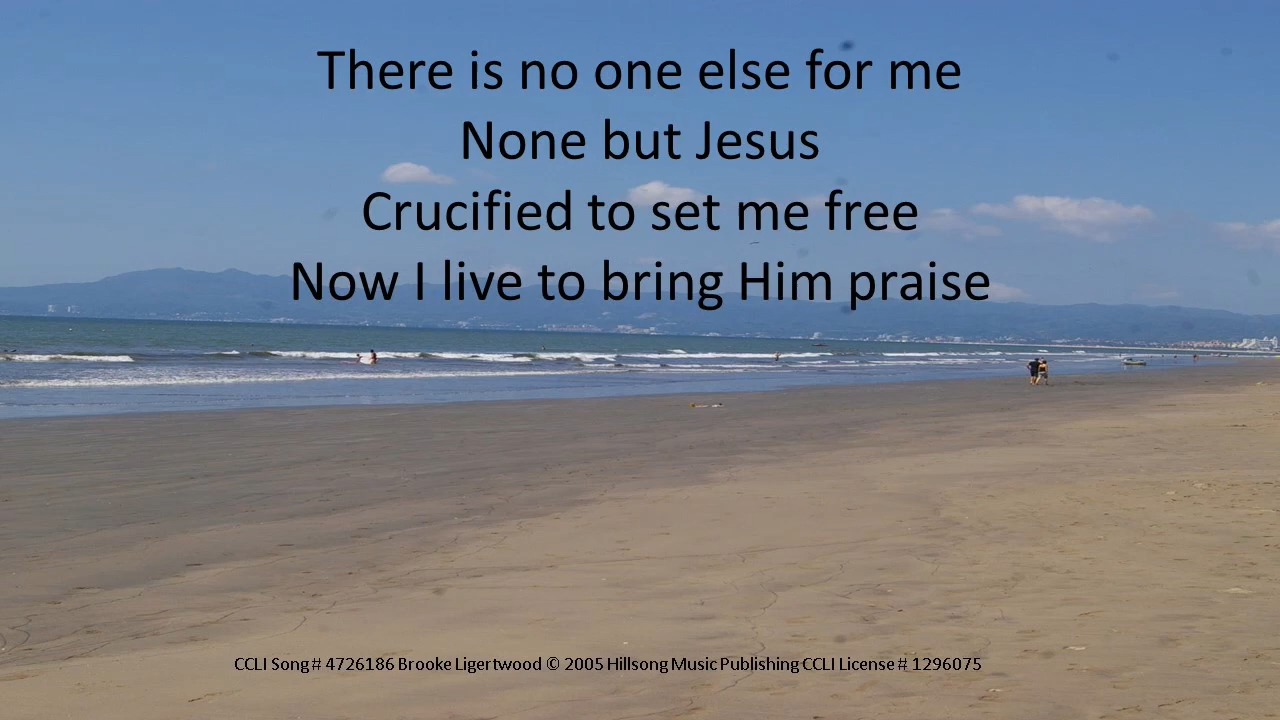 There is no one else for me
None but Jesus
Crucified to set me free
Now I live to bring Him praise
CCLI Song # 4726186 Brooke Ligertwood © 2005 Hillsong Music Publishing CCLI License # 1296075